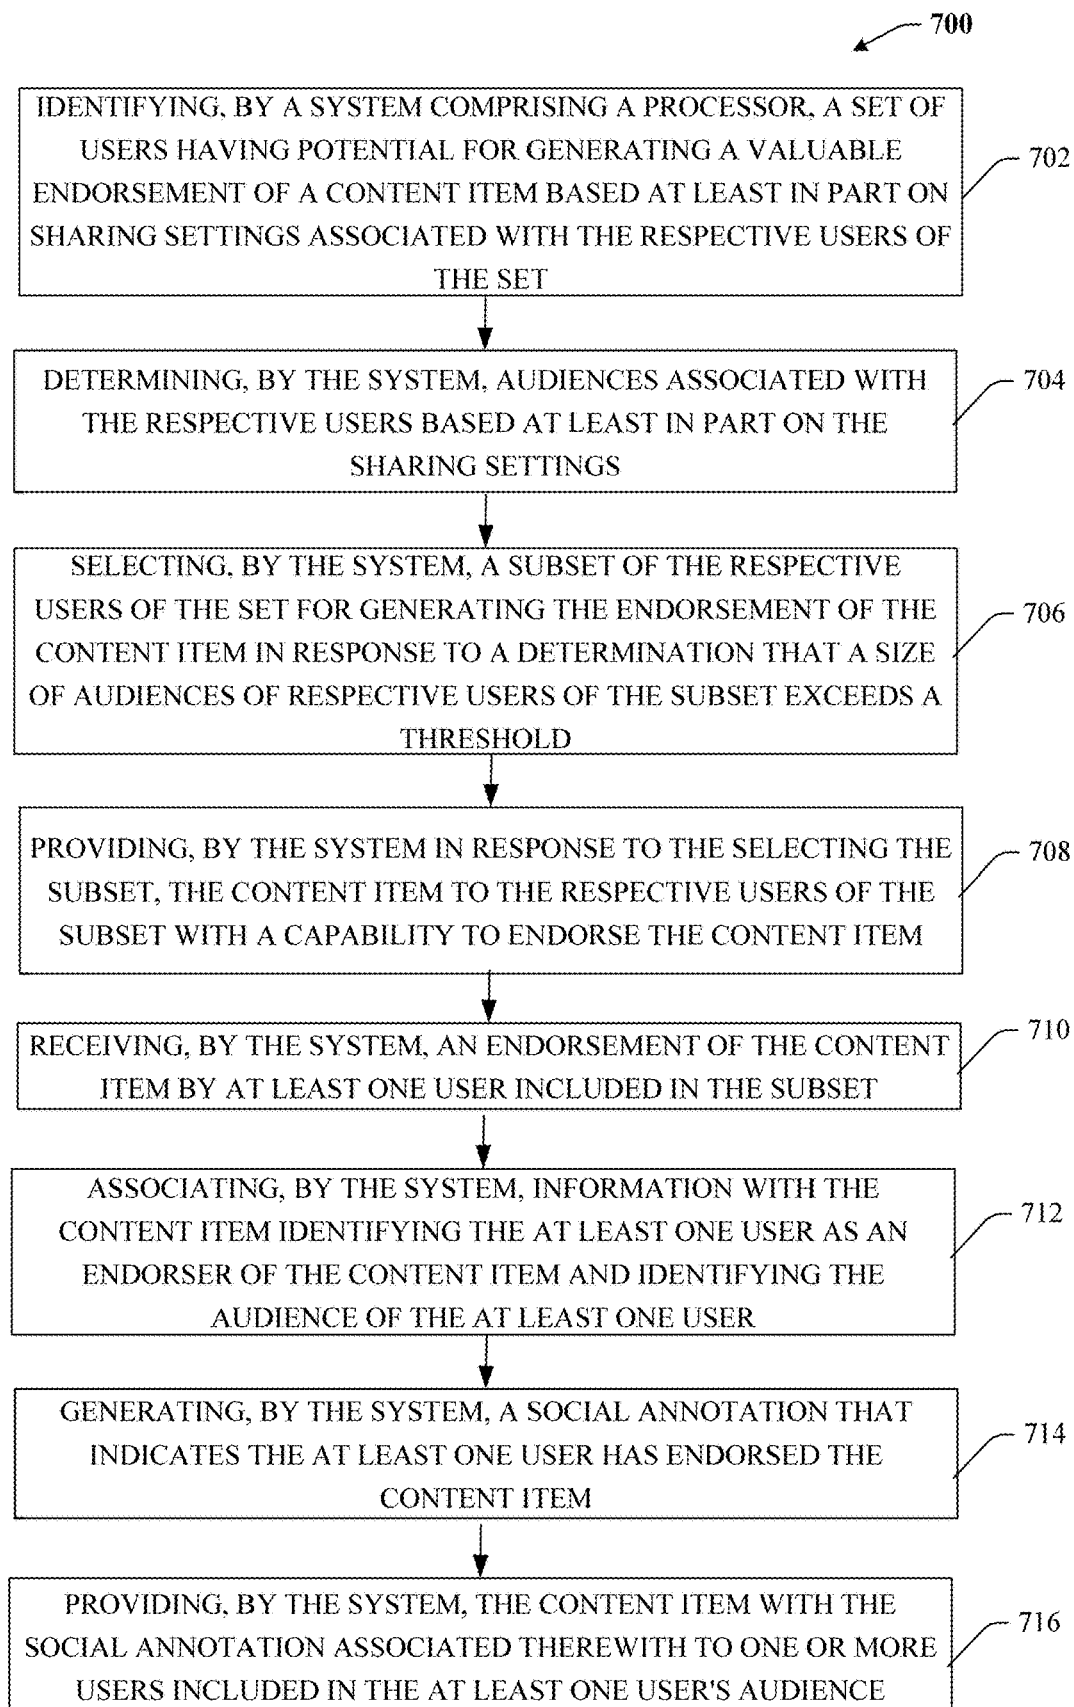 700
IDENTIFYING, BY A SYSTEM COMPRISING A PROCESSOR, A SET OF
USERS HAVING POTENTIAL FOR GENERATING A VALUABLE
ENDORSEMENT OF A CONTENT ITEM BASED AT LEAST IN PART ON
SHARING SETTINGS ASSOCIATED WITH THE RESPECTIVE USERS OF
THE SET
702
DETERMINING, BY THE SYSTEM, AUDIENCES ASSOCIATED WITH
THE RESPECTIVE USERS BASED AT LEAST IN PART ON THE
SHARING SETTINGS
704
SELECTING, BY THE SYSTEM, A SUBSET OF THE RESPECTIVE
USERS OF THE SET FOR GENERATING THE ENDORSEMENT OF THE
CONTENT ITEM IN RESPONSE TO A DETERMINATION THAT A SIZE
OF AUDIENCES OF RESPECTIVE USERS OF THE SUBSET EXCEEDS A
THRESHOLD
706
PROVIDING, BY THE SYSTEM IN RESPONSE TO THE SELECTING THE
SUBSET, THE CONTENT ITEM TO THE RESPECTIVE USERS OF THE
SUBSET WITH A CAPABILITY TO ENDORSE THE CONTENT ITEM
708
RECEIVING, BY THE SYSTEM, AN ENDORSEMENT OF THE CONTENT
ITEM BY AT LEAST ONE USER INCLUDED IN THE SUBSET
710
ASSOCIATING, BY THE SYSTEM, INFORMATION WITH THE
CONTENT ITEM IDENTIFYING THE AT LEAST ONE USER AS AN
ENDORSER OF THE CONTENT ITEM AND IDENTIFYING THE
AUDIENCE OF THE AT LEAST ONE USER
712
GENERATING, BY THE SYSTEM, A SOCIAL ANNOTATION THAT
INDICATES THE AT LEAST ONE USER HAS ENDORSED THE
CONTENT ITEM
714
PROVIDING, BY THE SYSTEM, THE CONTENT ITEM WITH THE
SOCIAL ANNOTATION ASSOCIATED THEREWITH TO ONE OR MORE
USERS INCLUDED IN THE AT LEAST ONE USER'S AUDIENCE
716